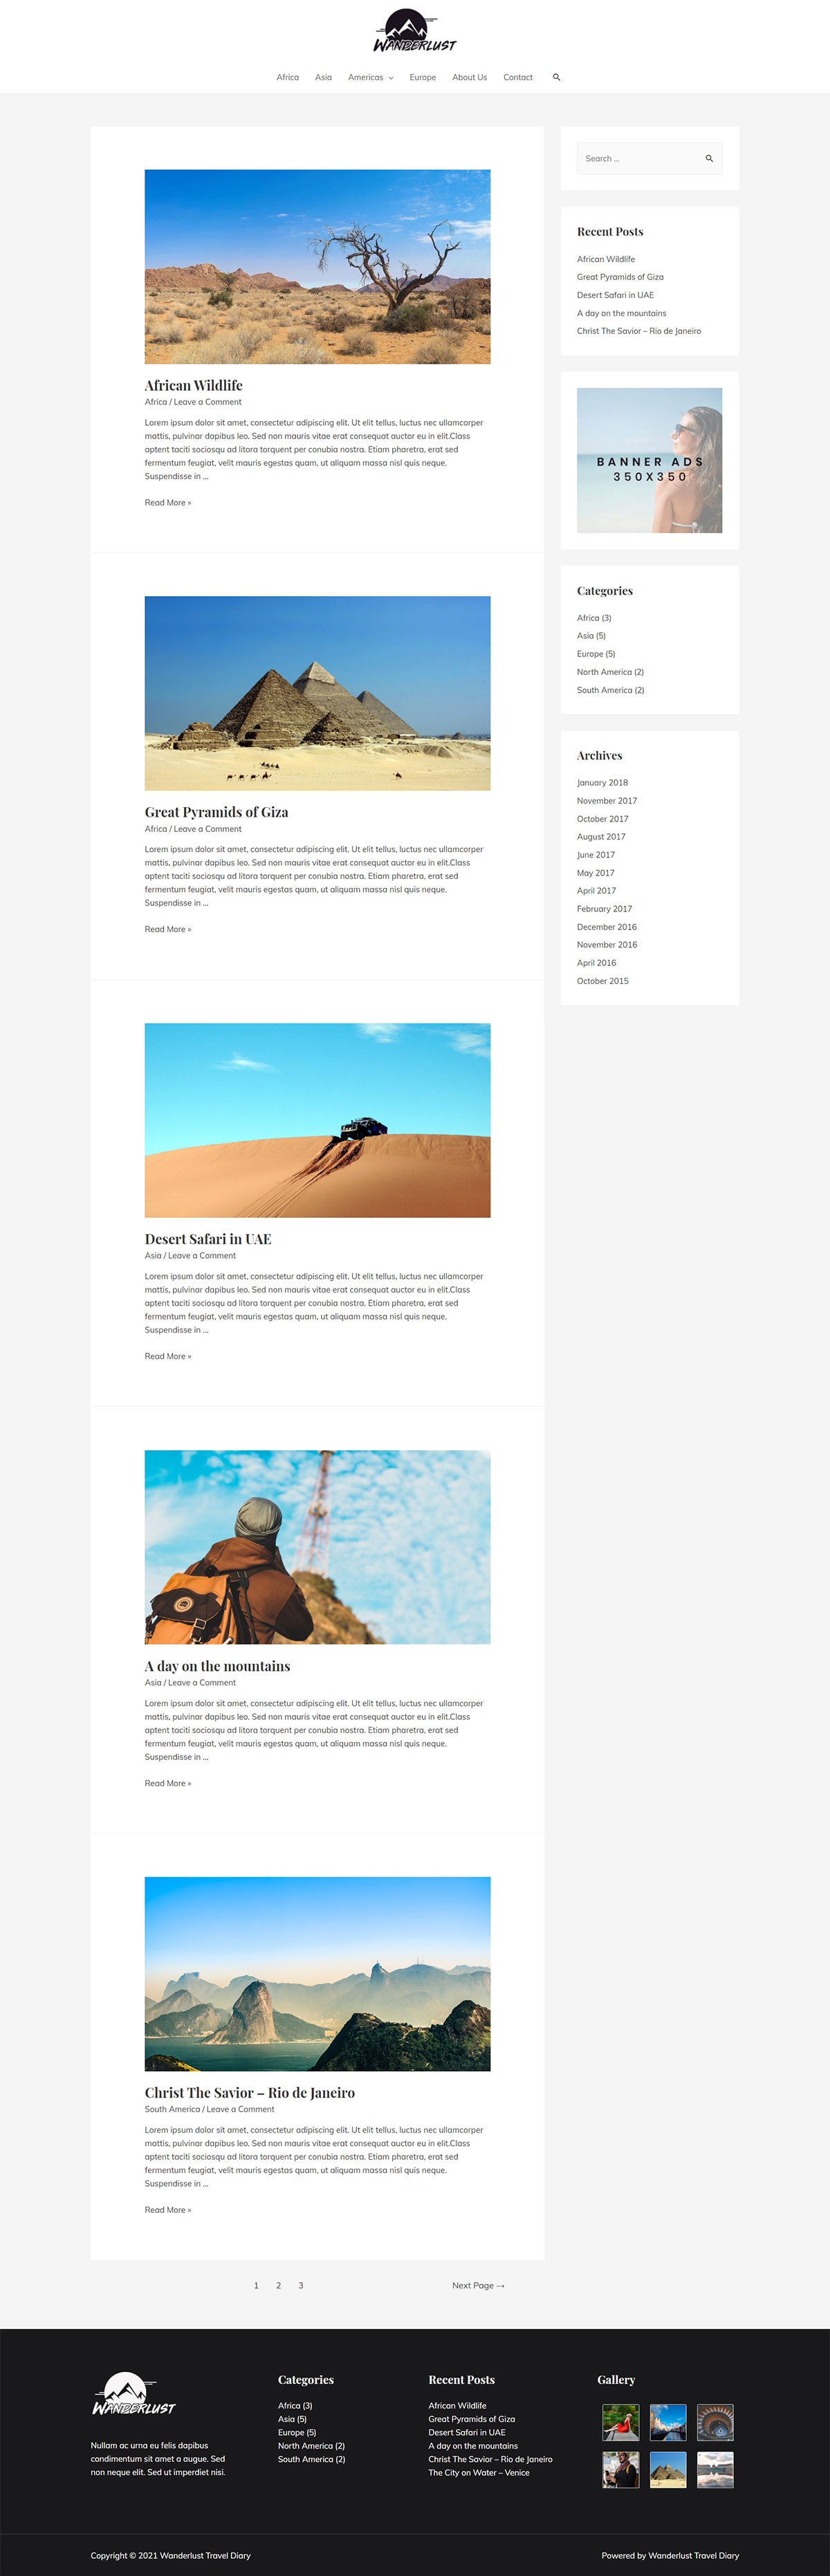 WANDERLUST
Africa Asia Americas Europe About Us Contact
African Wildlife
Africa / Leave a Comment
Lorem ipsum dolor sit amet, consectetur adipiscing elit. Ut elit tellus, luctus nec ullamcorper
mattis, pulvinar dapibus leo. Sed non mauris vitae erat consequat auctor eu in elit.Class
aptent taciti sociosqu ad litora torquent per conubia nostra. Etiam pharetra, erat sed
fermentum feugiat, velit mauris egestas quam, ut aliquam massa nisl quis neque.
Suspendisse in …
Read More »
Great Pyramids of Giza
Africa / Leave a Comment
Lorem ipsum dolor sit amet, consectetur adipiscing elit. Ut elit tellus, luctus nec ullamcorper
mattis, pulvinar dapibus leo. Sed non mauris vitae erat consequat auctor eu in elit.Class
aptent taciti sociosqu ad litora torquent per conubia nostra. Etiam pharetra, erat sed
fermentum feugiat, velit mauris egestas quam, ut aliquam massa nisl quis neque.
Suspendisse in …
Read More »
Desert Safari in UAE
Asia / Leave a Comment
Lorem ipsum dolor sit amet, consectetur adipiscing elit. Ut elit tellus, luctus nec ullamcorper
mattis, pulvinar dapibus leo. Sed non mauris vitae erat consequat auctor eu in elit.Class
aptent taciti sociosqu ad litora torquent per conubia nostra. Etiam pharetra, erat sed
fermentum feugiat, velit mauris egestas quam, ut aliquam massa nisl quis neque.
Suspendisse in …
Read More »
A day on the mountains
Asia / Leave a Comment
Lorem ipsum dolor sit amet, consectetur adipiscing elit. Ut elit tellus, luctus nec ullamcorper
mattis, pulvinar dapibus leo. Sed non mauris vitae erat consequat auctor eu in elit.Class
aptent taciti sociosqu ad litora torquent per conubia nostra. Etiam pharetra, erat sed
fermentum feugiat, velit mauris egestas quam, ut aliquam massa nisl quis neque.
Suspendisse in …
Read More »
Christ The Savior – Rio de Janeiro
South America / Leave a Comment
Lorem ipsum dolor sit amet, consectetur adipiscing elit. Ut elit tellus, luctus nec ullamcorper
mattis, pulvinar dapibus leo. Sed non mauris vitae erat consequat auctor eu in elit.Class
aptent taciti sociosqu ad litora torquent per conubia nostra. Etiam pharetra, erat sed
fermentum feugiat, velit mauris egestas quam, ut aliquam massa nisl quis neque.
Suspendisse in …
Read More »
1 2 3 Next Page →
Search …
Recent Posts
African Wildlife
Great Pyramids of Giza
Desert Safari in UAE
A day on the mountains
Christ The Savior – Rio de Janeiro
BANNER ADS
350X350
Categories
Africa (3)
Asia (5)
Europe (5)
North America (2)
South America (2)
Archives
January 2018
November 2017
October 2017
August 2017
June 2017
May 2017
April 2017
February 2017
December 2016
November 2016
April 2016
October 2015
WANDERLUST
Nullam ac urna eu felis dapibus
condimentum sit amet a augue. Sed
non neque elit. Sed ut imperdiet nisi.
Categories
Africa (3)
Asia (5)
Europe (5)
North America (2)
South America (2)
Recent Posts
African Wildlife
Great Pyramids of Giza
Desert Safari in UAE
A day on the mountains
Christ The Savior – Rio de Janeiro
The City on Water – Venice
Gallery
Copyright © 2021 Wanderlust Travel Diary
Powered by Wanderlust Travel Diary